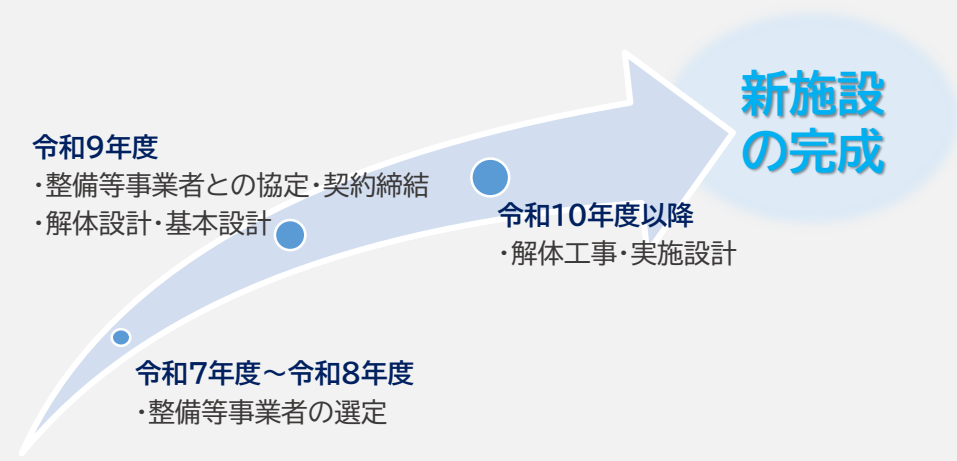 令和7年度～令和8年度
・整備等事業者の選定
令和9年度
・整備等事業者との協定・契約締結
・解体設計・基本設計
令和10年度以降
・解体工事・実施設計
新施設
の完成